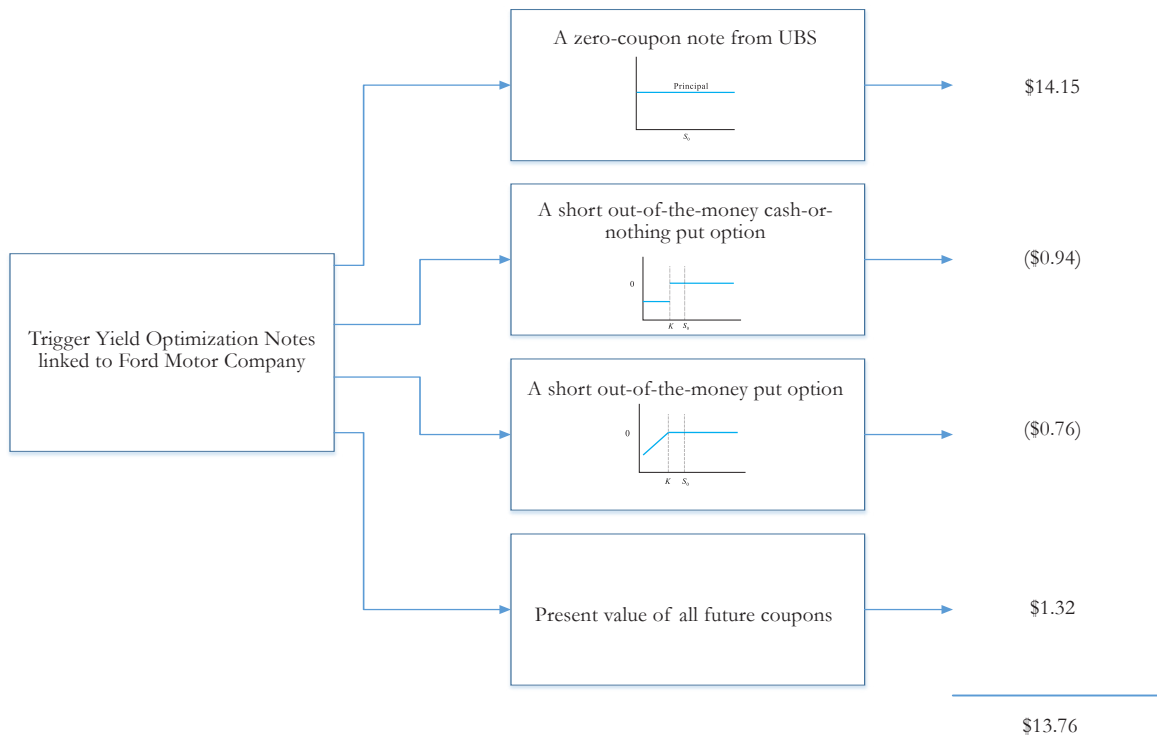 A zero-coupon note from UBS
Principal
S₀
$14.15
A short out-of-the-money cash-or-
nothing put option
0
K S₀
($0.94)
Trigger Yield Optimization Notes
linked to Ford Motor Company
A short out-of-the-money put option
0
K S₀
($0.76)
Present value of all future coupons
$1.32
$13.76